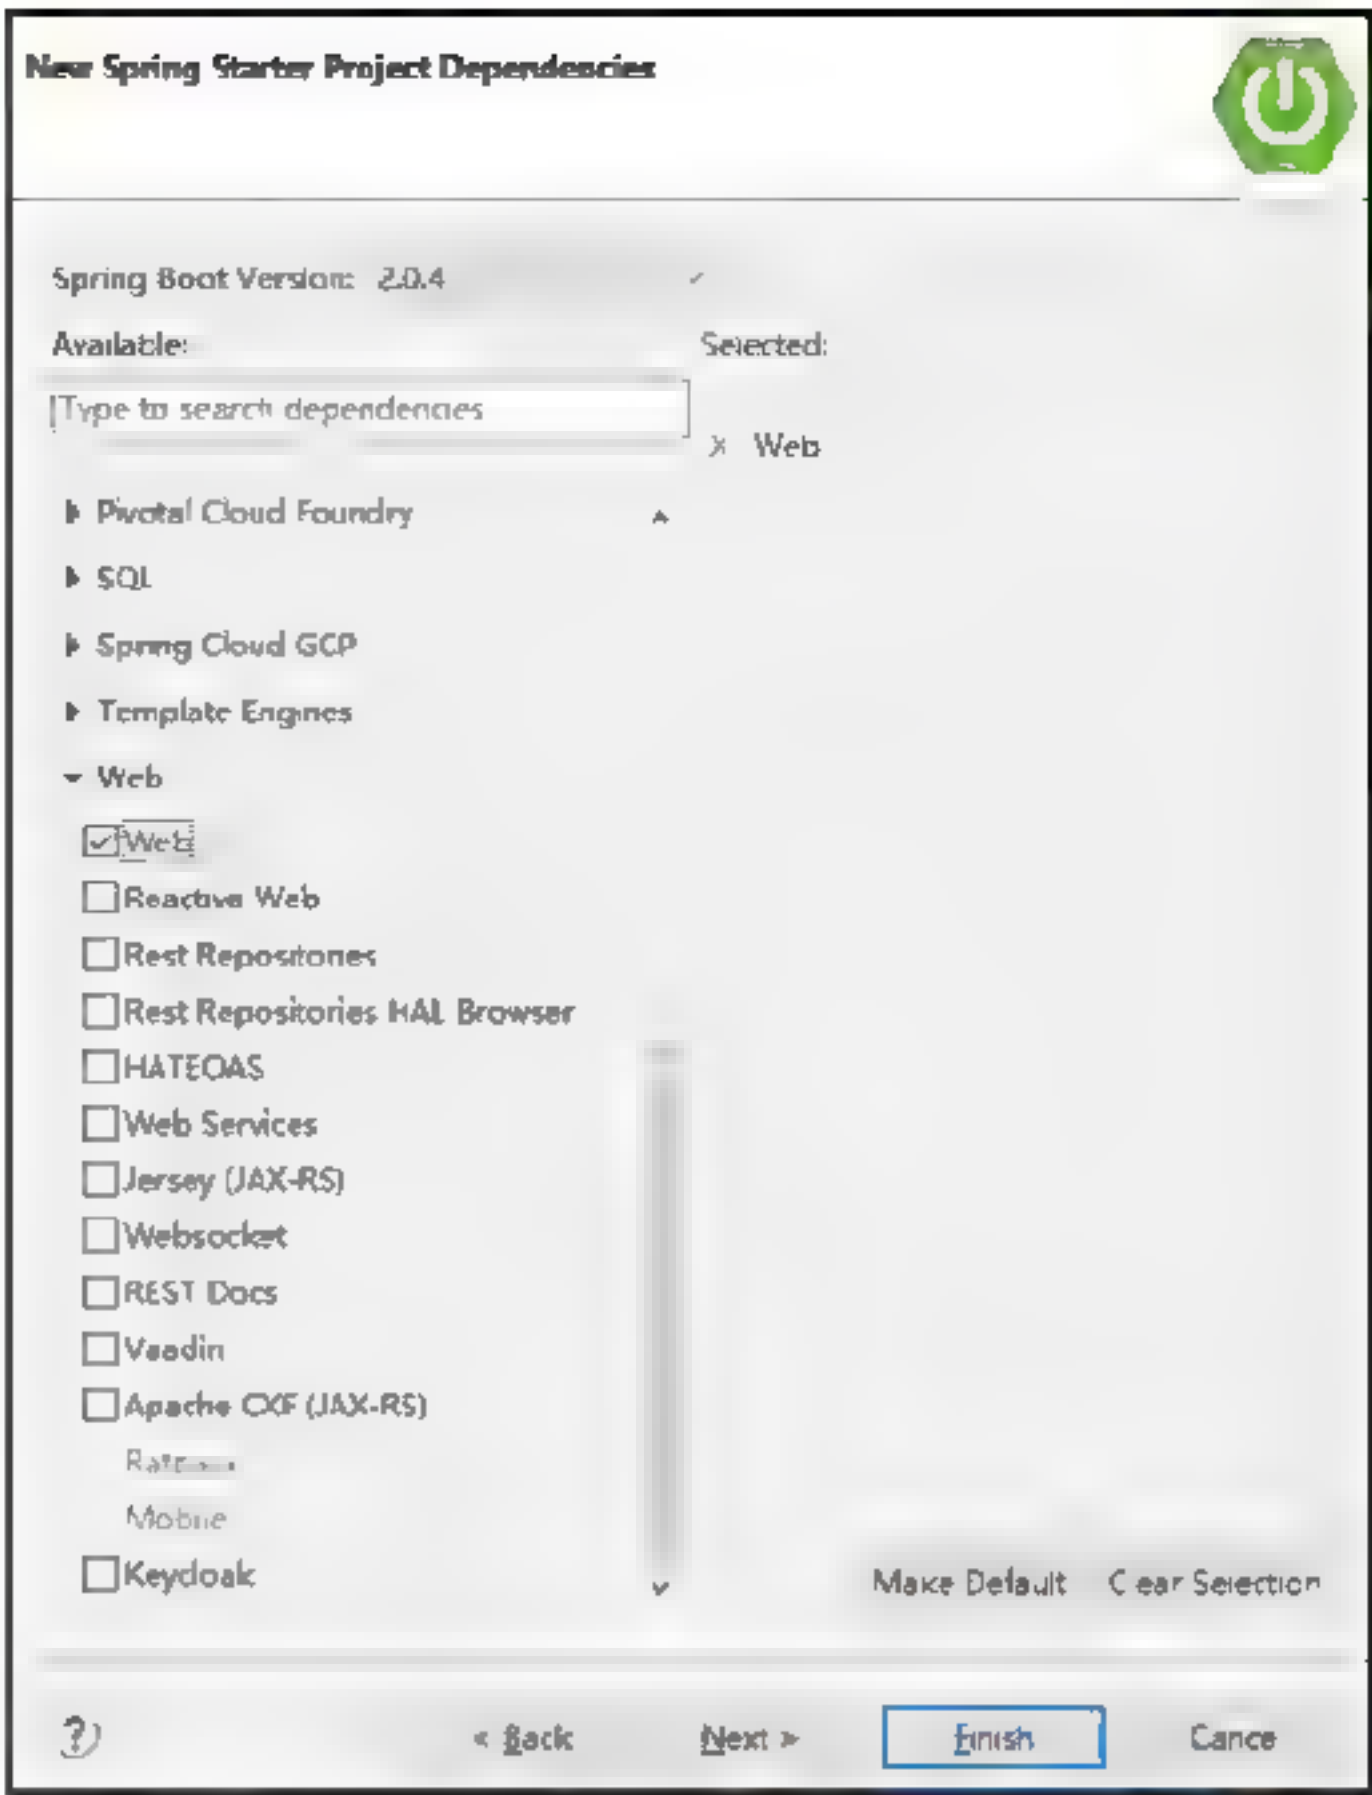 New Spring Starter Project Dependencies
Spring Boot Version: 2.0.4
Available:
Selected:
Type to search dependencies
X Web
Pivotal Cloud Foundry
SQL
Spring Cloud GCP
Template Engines
Web
Web
Reactive Web
Rest Repositories
Rest Repositories HAL Browser
HATEOAS
Web Services
Jersey (JAX-RS)
Websocket
REST Docs
Vaadin
Apache CXF (JAX-RS)
Mobile
Keycloak
Make Default Clear Selection
? < Back Next > Finish Cancel